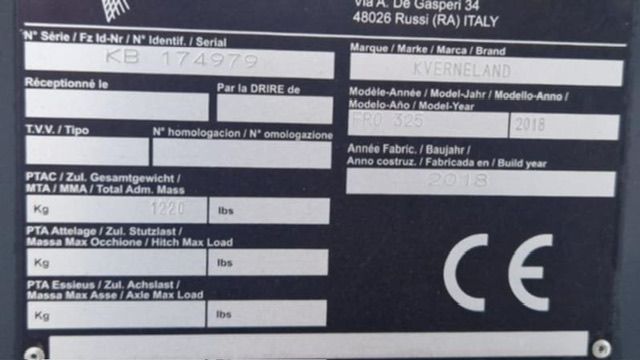 Via A. De Gasperi 34
48026 Russi (RA) ITALY
N° Série / Fz Id-Nr / N° Identif. / Serial
KB 174979
Marque / Marke / Marca / Brand
KVERNELAND
Réceptionné le
Par la DRIRE de
Modèle-Année / Model-Jahr / Modello-Anno /
Modelo-Año / Model-Year
FRO 325
2018
T.V.V. / Tipo
N° homologacion / N° omologazione
Année Fabric. / Baujahr /
Anno costruz. / Fabricada en / Build year
2018
PTAC / Zul. Gesamtgewicht /
MTA / MMA / Total Adm. Mass
Kg 1220 lbs
PTA Attelage / Zul. Stutzlast /
Massa Max Occhione / Hitch Max Load
Kg lbs
PTA Essieus / Zul. Achslast /
Massa Max Asse / Axle Max Load
Kg lbs
CE